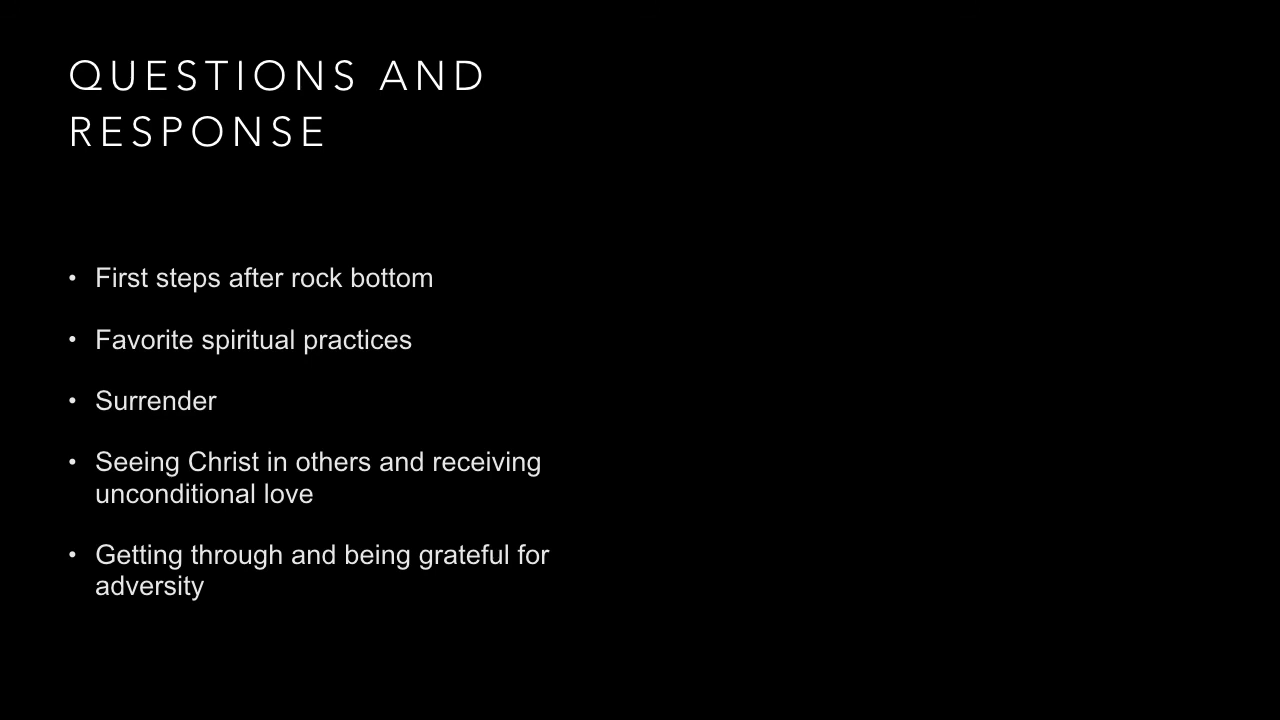 QUESTIONS AND
RESPONSE
• First steps after rock bottom
• Favorite spiritual practices
• Surrender
• Seeing Christ in others and receiving
unconditional love
• Getting through and being grateful for
adversity